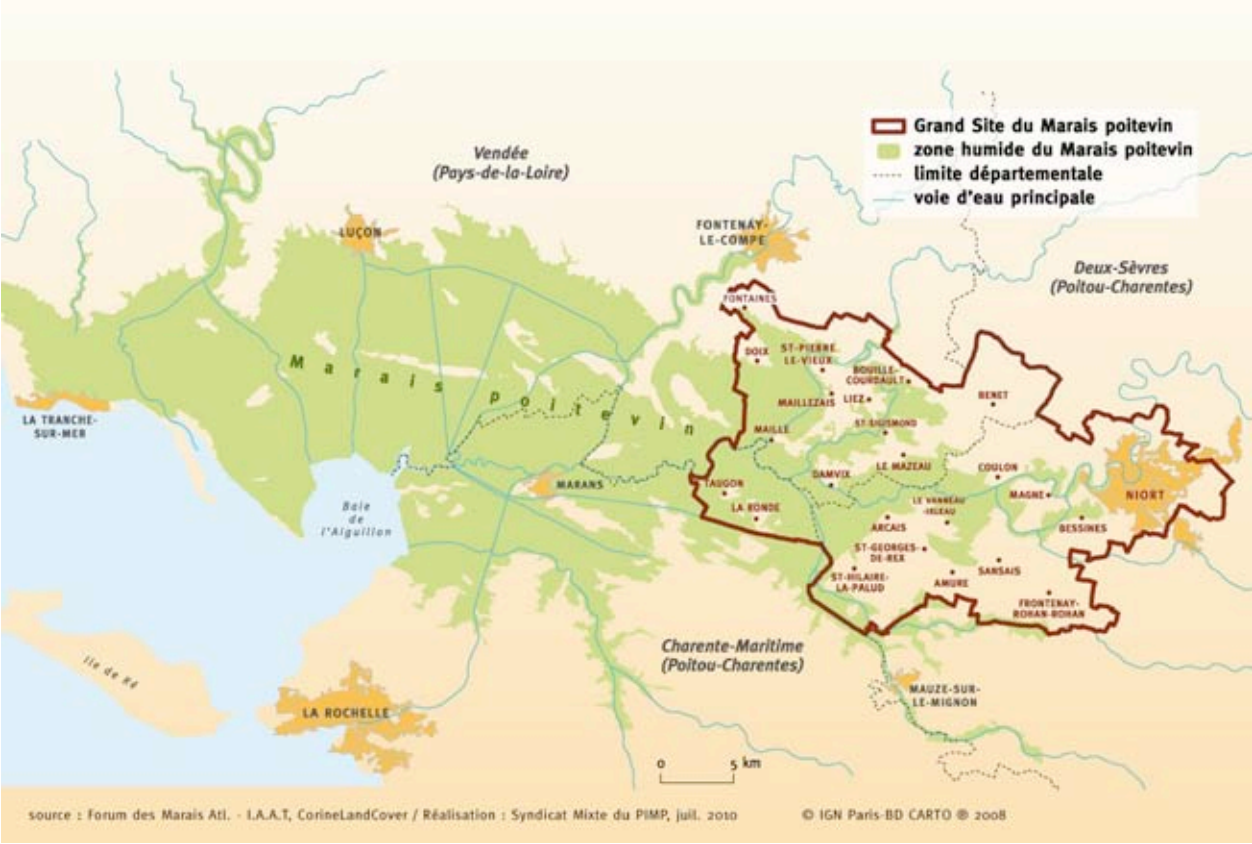 Grand Site du Marais poitevin
zone humide du Marais poitevin
limite départementale
voie d'eau principale
Vendée
(Pays-de-la-Loire)
LUÇON
FONTENAY-
LE-COMPE
Deux-Sèvres
(Poitou-Charentes)
FONTAINES
DOIX
ST-PIERRE
LE-VIEUX
BOUILLE-
COURDAULT
Marais poitevin
MAILLEZAIS
LIEZ
BENET
LA TRANCHE-
SUR-MER
MAILLE
ST-SIGISMOND
LE MAZEAU
COULON
DAMVIX
TAUGON
MARANS
MAGNE
NIORT
LE VANNEAU
-IRLEAU
LA RONDE
Baie
de
l'Aiguillon
ARCAIS
BESSINES
ST-GEORGES-
DE-REX
ST-HILAIRE-
LA-PALUD
AMURE
SANSAIS
FRONTENAY-
ROHAN-ROHAN
Charente-Maritime
(Poitou-Charentes)
Ile de Ré
LA ROCHELLE
MAUZE-SUR-
LE-MIGNON
0 5 km
source : Forum des Marais Atl. - I.A.A.T, CorineLandCover / Réalisation : Syndicat Mixte du PIMP, juil. 2010
© IGN Paris-BD CARTO ® 2008